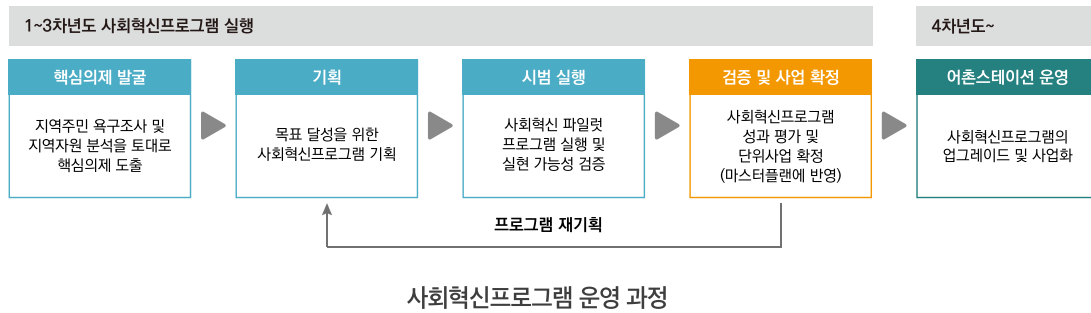 1~3차년도 사회혁신프로그램 실행
4차년도~
핵심의제 발굴
지역주민 욕구조사 및
지역자원 분석을 토대로
핵심의제 도출
기획
목표 달성을 위한
사회혁신프로그램 기획
시범 실행
사회혁신 파일럿
프로그램 실행 및
실현 가능성 검증
검증 및 사업 확정
사회혁신프로그램
성과 평가 및
단위사업 확정
(마스터플랜에 반영)
어촌스테이션 운영
사회혁신프로그램의
업그레이드 및 사업화
프로그램 재기획
사회혁신프로그램 운영 과정